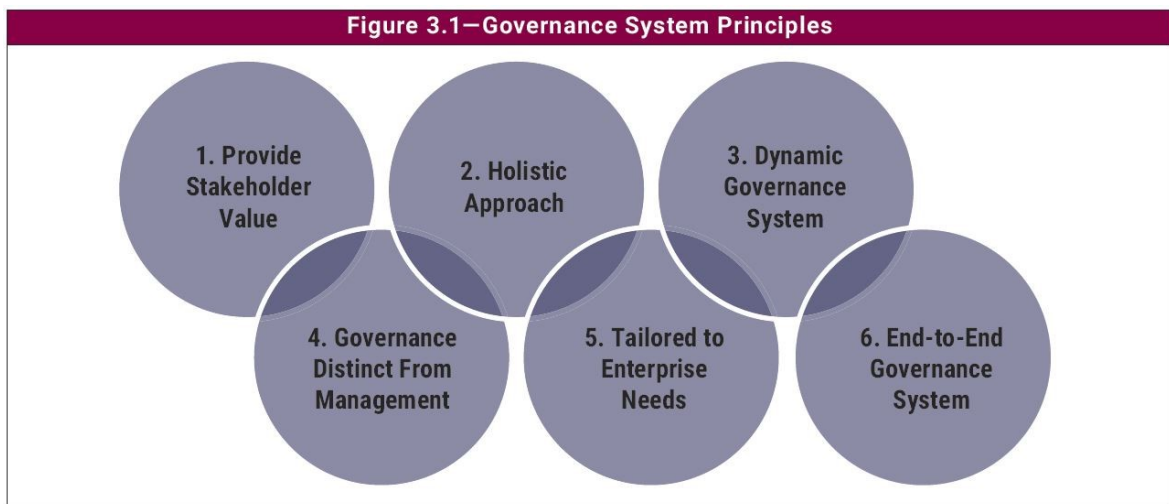 Figure 3.1—Governance System Principles
1. Provide
Stakeholder
Value
2. Holistic
Approach
3. Dynamic
Governance
System
4. Governance
Distinct From
Management
5. Tailored to
Enterprise
Needs
6. End-to-End
Governance
System